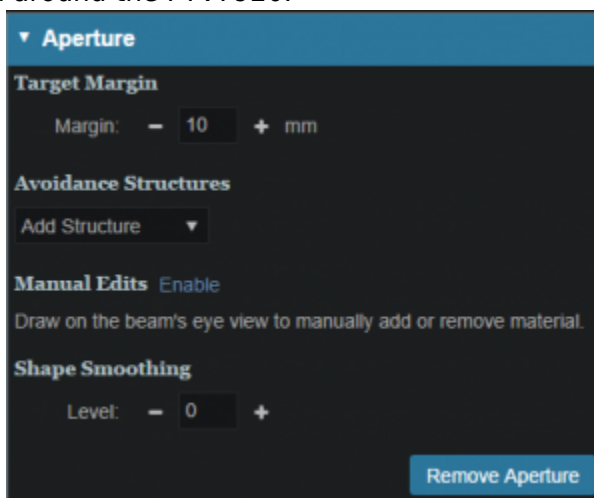 ▼ Aperture
Target Margin
Margin: − 10 + mm
Avoidance Structures
Add Structure ▼
Manual Edits Enable
Draw on the beam's eye view to manually add or remove material.
Shape Smoothing
Level: − 0 +
Remove Aperture